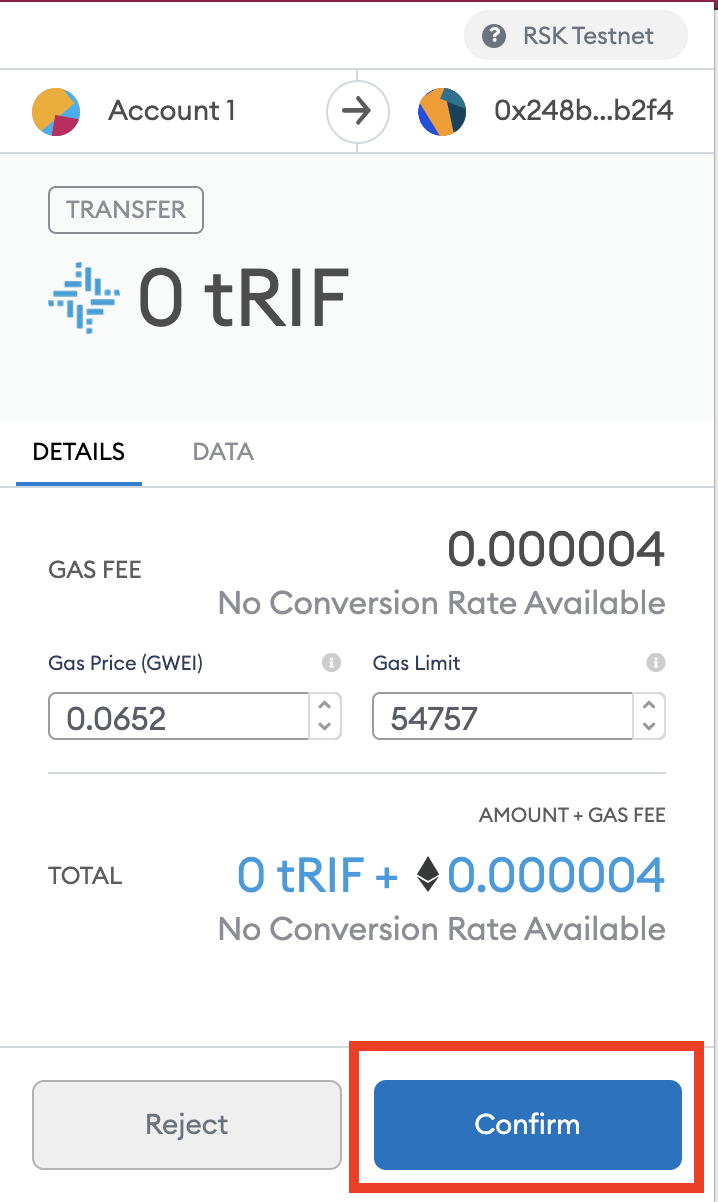 RSK Testnet
Account 1
0x248b...b2f4
TRANSFER
0 tRIF
DETAILS
DATA
0.000004
GAS FEE
No Conversion Rate Available
Gas Price (GWEI)
Gas Limit
0.0652
54757
AMOUNT + GAS FEE
TOTAL
0 tRIF + 0.000004
No Conversion Rate Available
Reject
Confirm